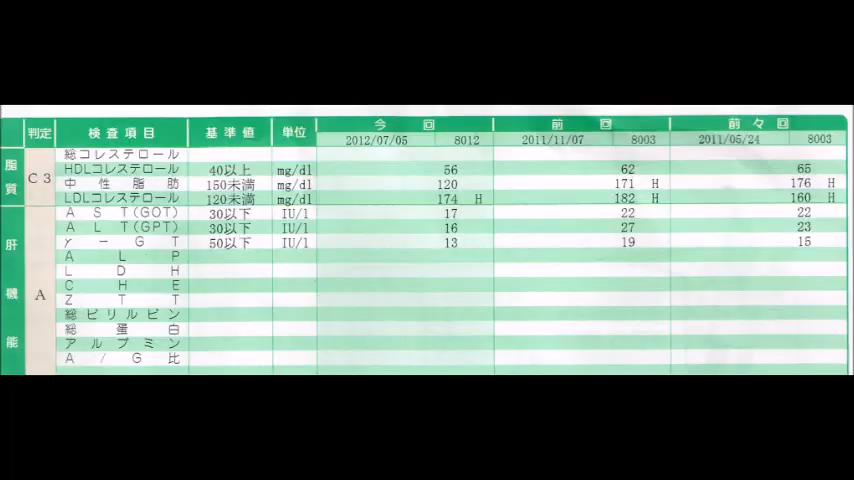 判定 検査項目 基準値 単位 今回 前回 前々回
2012/07/05 8012 2011/11/07 8003 2011/05/24 8003
脂質 C3
総コレステロール
HDLコレステロール 40以上 mg/dl 56 62 65
中性脂肪 150未満 mg/dl 120 171 H 176 H
LDLコレステロール 120未満 mg/dl 174 H 182 H 160 H
肝機能 A
AST(GOT) 30以下 IU/l 17 22 22
ALT(GPT) 30以下 IU/l 16 27 23
γ-GT 50以下 IU/l 13 19 15
ALP
LDH
CHE
ZTT
総ビリルビン
総蛋白
アルブミン
A/G比